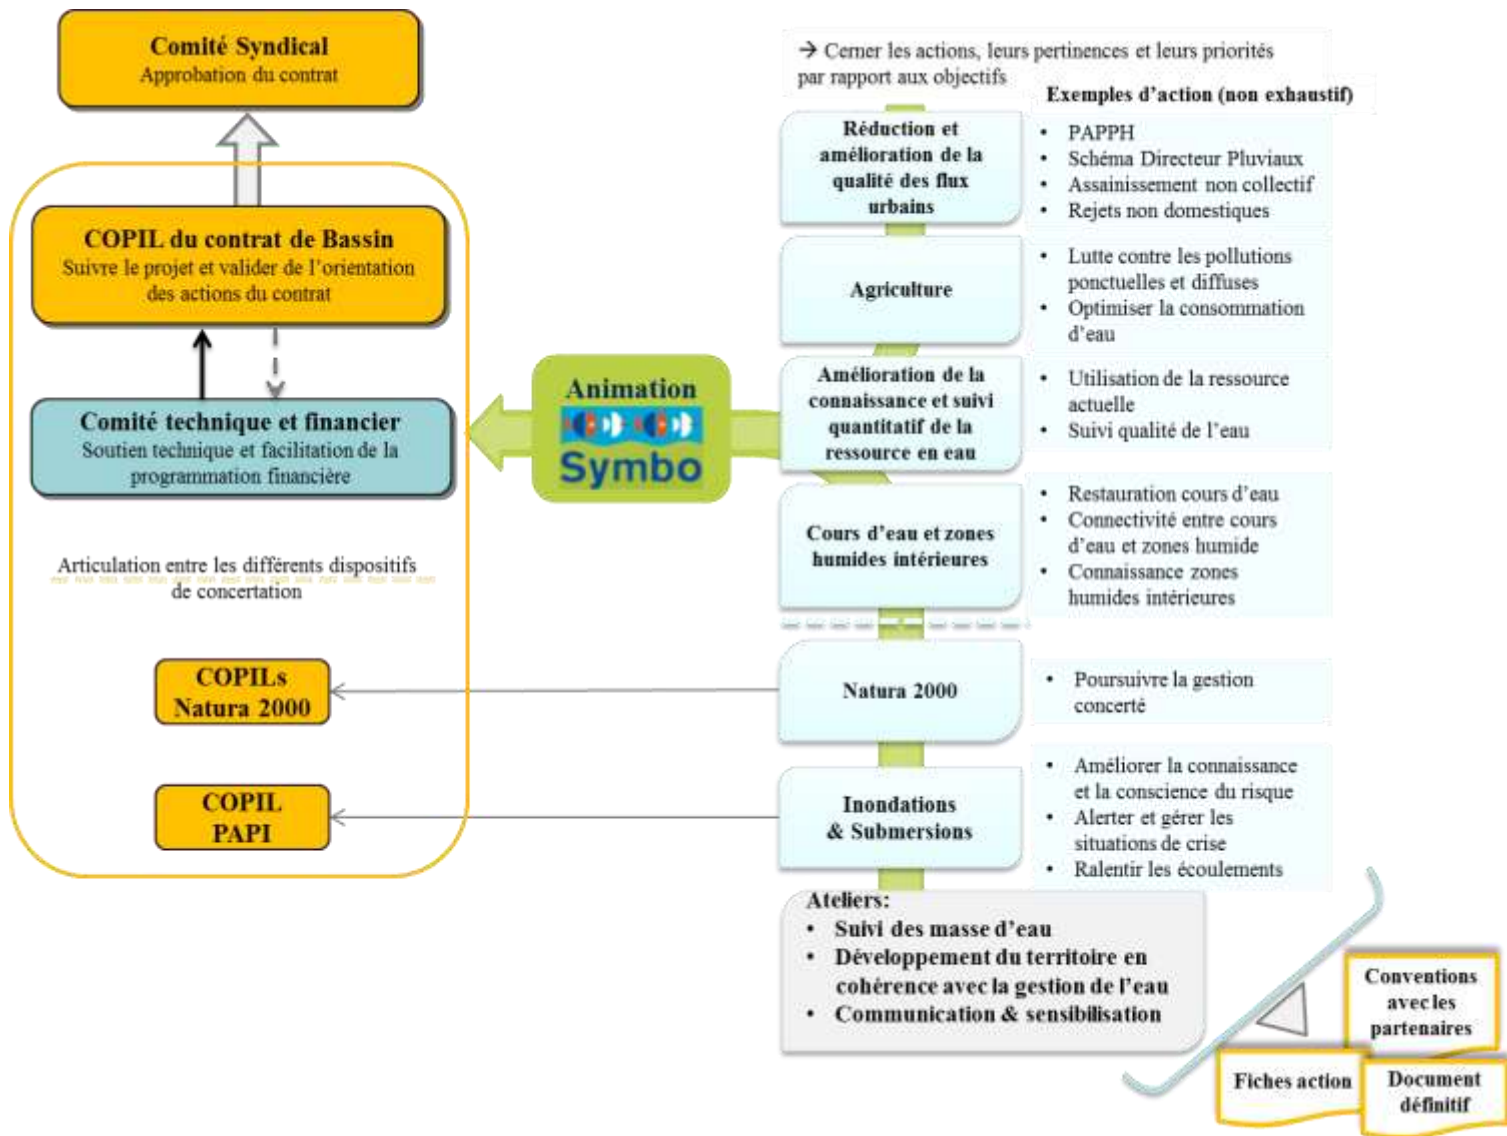 Comité Syndical
Approbation du contrat
COPIL du contrat de Bassin
Suivre le projet et valider de l’orientation
des actions du contrat
Comité technique et financier
Soutien technique et facilitation de la
programmation financière
Articulation entre les différents dispositifs
de concertation
COPILs
Natura 2000
COPIL
PAPI
Animation
Symbo
→ Cerner les actions, leurs pertinences et leurs priorités
par rapport aux objectifs
Exemples d’action (non exhaustif)
Réduction et
amélioration de la
qualité des flux
urbains
• PAPPH
• Schéma Directeur Pluviaux
• Assainissement non collectif
• Rejets non domestiques
Agriculture
• Lutte contre les pollutions
ponctuelles et diffuses
• Optimiser la consommation
d’eau
Amélioration de la
connaissance et suivi
quantitatif de la
ressource en eau
• Utilisation de la ressource
actuelle
• Suivi qualité de l’eau
Cours d’eau et zones
humides intérieures
• Restauration cours d’eau
• Connectivité entre cours
d’eau et zones humide
• Connaissance zones
humides intérieures
Natura 2000
• Poursuivre la gestion
concerté
Inondations
& Submersions
• Améliorer la connaissance
et la conscience du risque
• Alerter et gérer les
situations de crise
• Ralentir les écoulements
Ateliers:
• Suivi des masse d’eau
• Développement du territoire en
cohérence avec la gestion de l’eau
• Communication & sensibilisation
Conventions
avec les
partenaires
Fiches action
Document
définitif